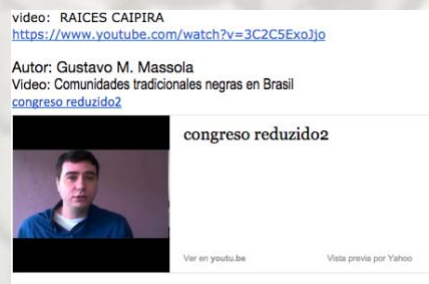 video: RAICES CAIPIRA
https://www.youtube.com/watch?v=3C2C5ExoJjo
Autor: Gustavo M. Massola
Video: Comunidades tradicionales negras en Brasil
congreso reduzido2
congreso reduzido2
Ver en youtu.be Vista previa por Yahoo